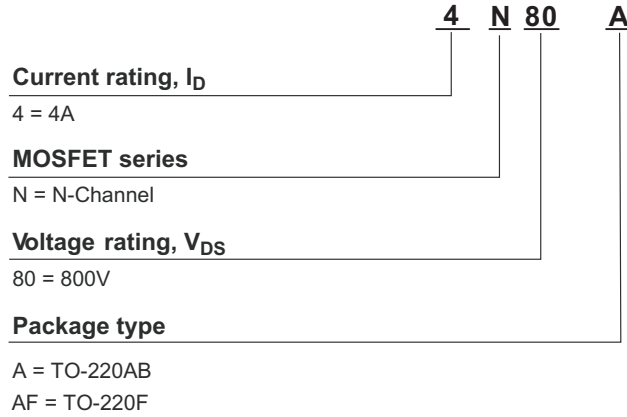 4 N 80 A
Current rating, ID
4 = 4A
MOSFET series
N = N-Channel
Voltage rating, VDS
80 = 800V
Package type
A = TO-220AB
AF = TO-220F